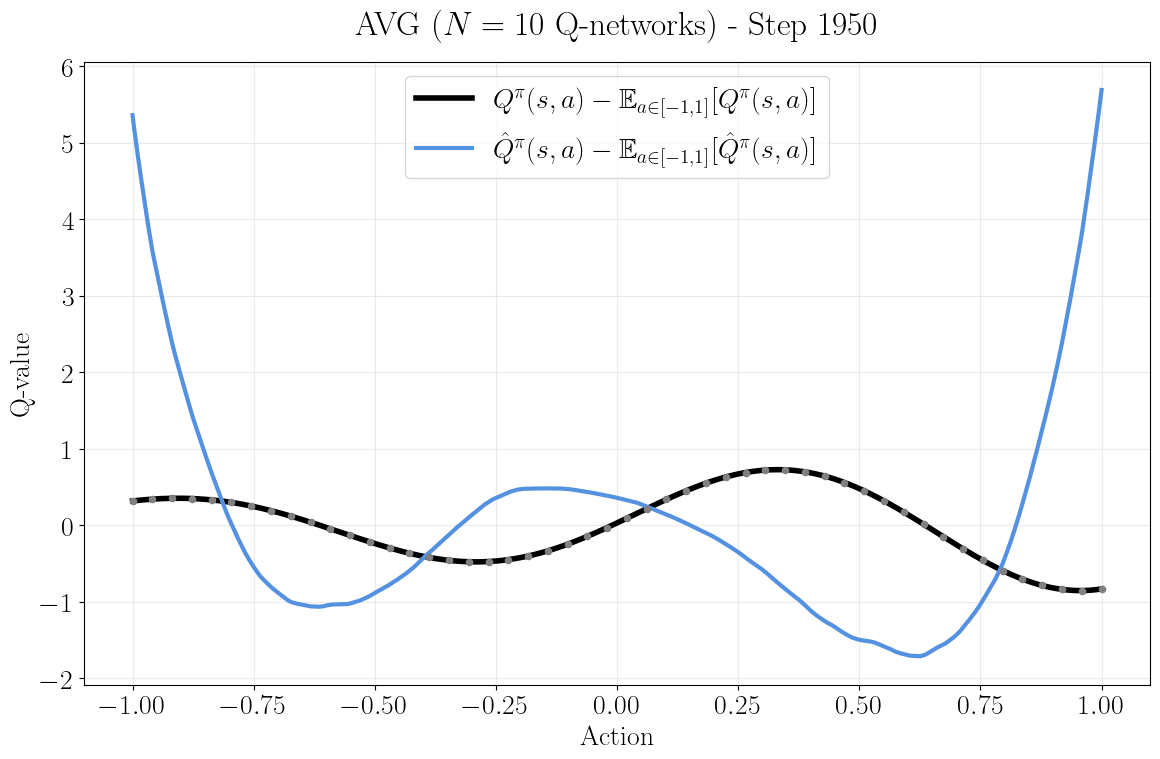 AVG (N = 10 Q-networks) - Step 1950
Q^π(s, a) − 𝔼_{a∈[−1,1]}[Q^π(s, a)]
Q̂^π(s, a) − 𝔼_{a∈[−1,1]}[Q̂^π(s, a)]
Q-value
6
5
4
3
2
1
0
−1
−2
−1.00 −0.75 −0.50 −0.25 0.00 0.25 0.50 0.75 1.00
Action